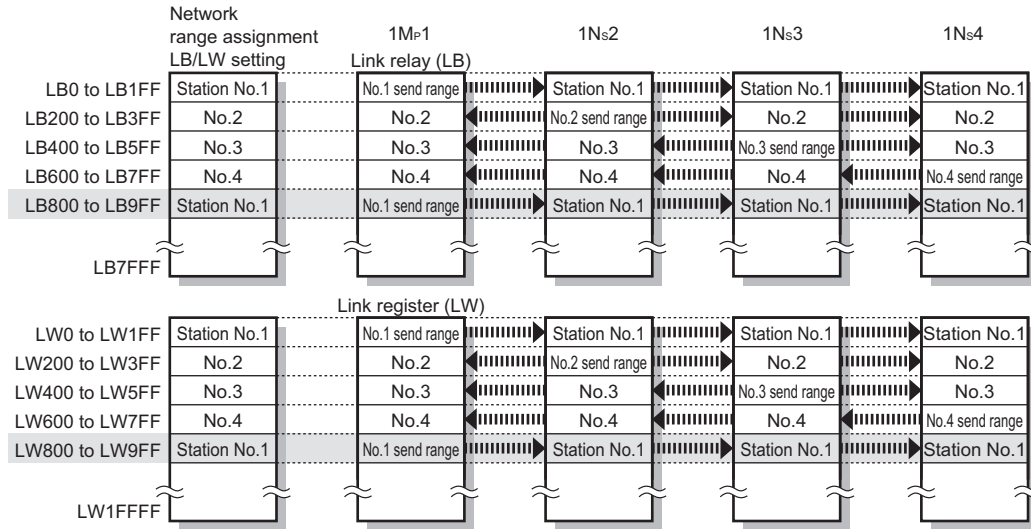 Network
range assignment
LB/LW setting
1MP1
1NS2
1NS3
1NS4
Link relay (LB)
LB0 to LB1FF Station No.1 No.1 send range Station No.1 Station No.1 Station No.1
LB200 to LB3FF No.2 No.2 No.2 send range No.2 No.2
LB400 to LB5FF No.3 No.3 No.3 No.3 send range No.3
LB600 to LB7FF No.4 No.4 No.4 No.4 No.4 send range
LB800 to LB9FF Station No.1 No.1 send range Station No.1 Station No.1 Station No.1
LB7FFF
Link register (LW)
LW0 to LW1FF Station No.1 No.1 send range Station No.1 Station No.1 Station No.1
LW200 to LW3FF No.2 No.2 No.2 send range No.2 No.2
LW400 to LW5FF No.3 No.3 No.3 No.3 send range No.3
LW600 to LW7FF No.4 No.4 No.4 No.4 No.4 send range
LW800 to LW9FF Station No.1 No.1 send range Station No.1 Station No.1 Station No.1
LW1FFFF